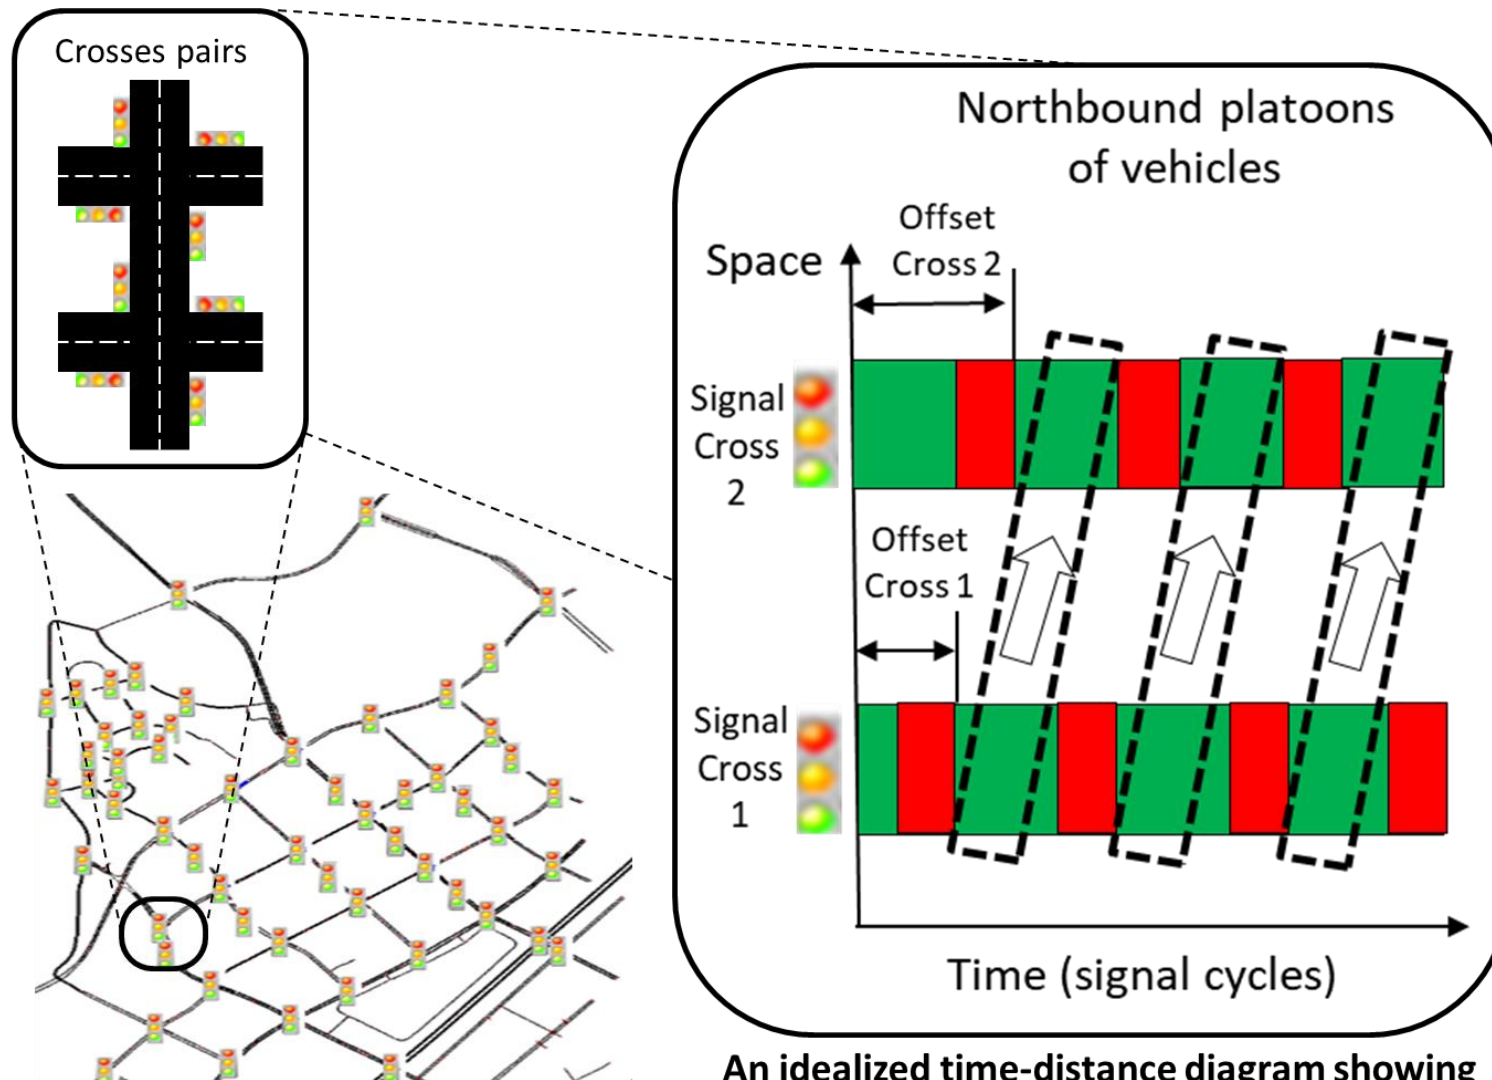 Crosses pairs
Northbound platoons
of vehicles
Offset
Cross 2
Space
Signal
Cross
2
Offset
Cross 1
Signal
Cross
1
Time (signal cycles)
An idealized time-distance diagram showing